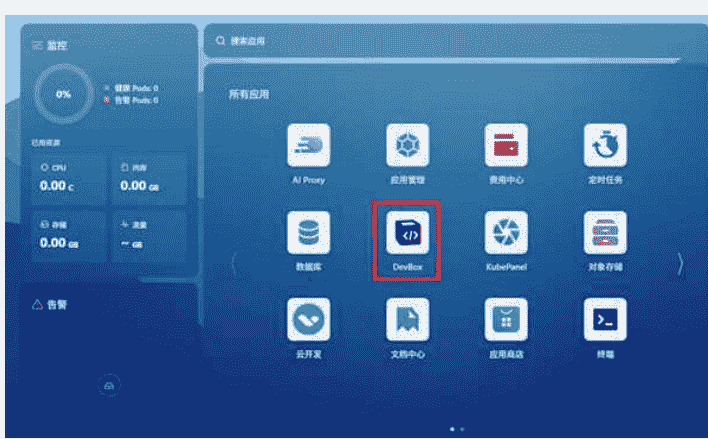 监控
0%
健康 Pods: 0
告警 Pods: 0
已用资源
CPU
0.00 c
内存
0.00 GB
存储
0.00 GB
流量
~ GB
告警
搜索应用
所有应用
AI Proxy
应用管理
费用中心
定时任务
数据库
DevBox
KubePanel
对象存储
云开发
文档中心
应用商店
终端